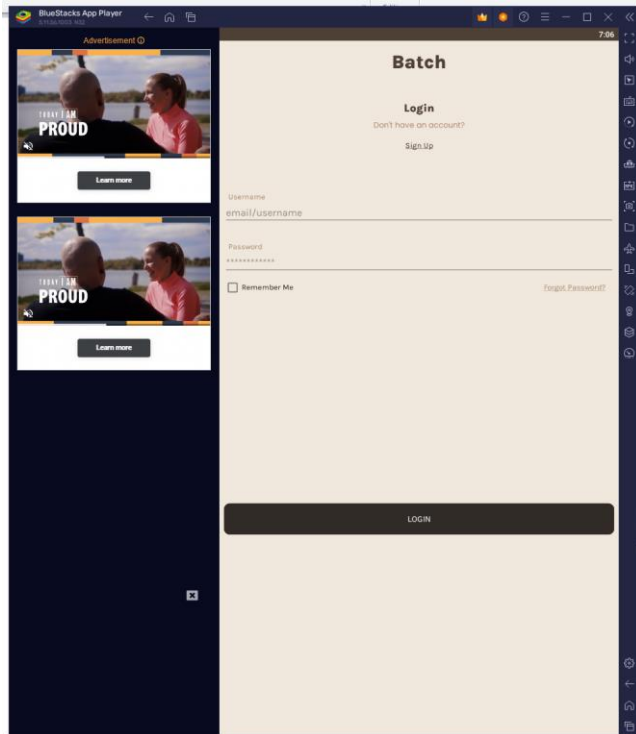 BlueStacks App Player
Advertisement
7:06
TODAY I AM
PROUD
Learn more
TODAY I AM
PROUD
Learn more
Batch
Login
Don't have an account?
Sign Up
Username
email/username
Password
************
Remember Me
Forgot Password?
LOGIN